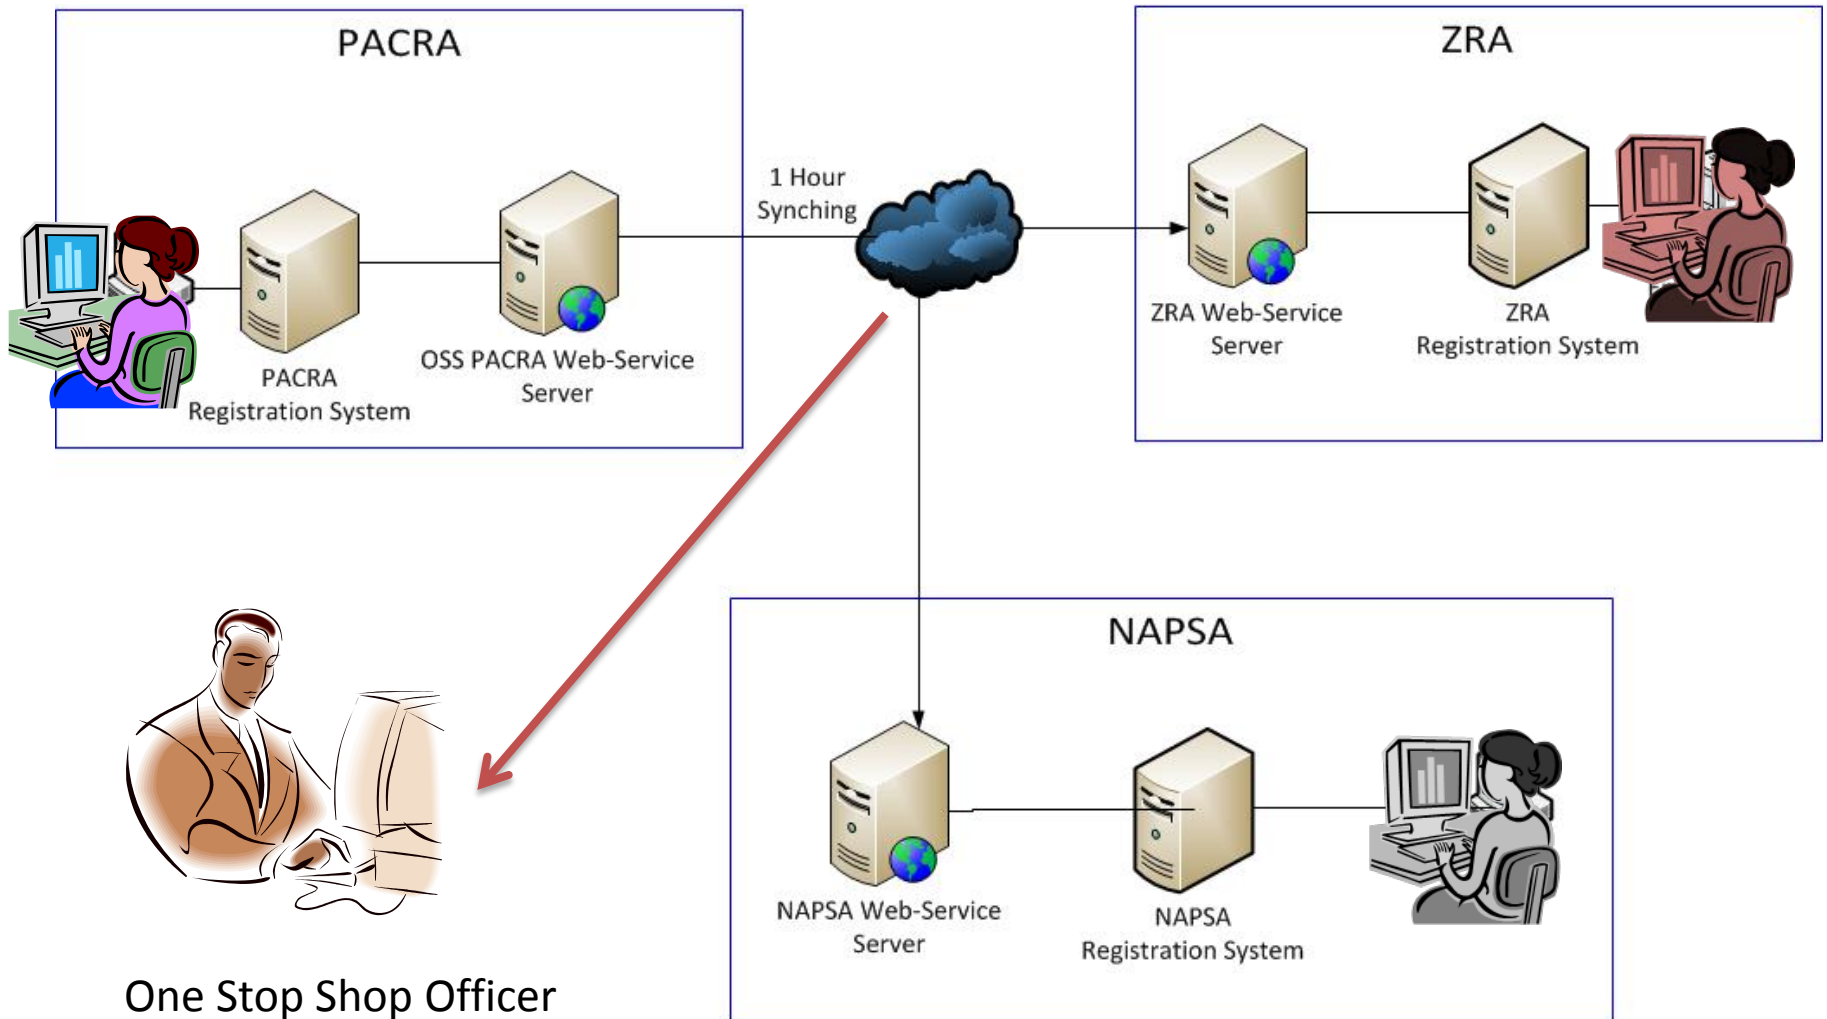 PACRA
ZRA
1 Hour
Synching
PACRA
Registration System
OSS PACRA Web-Service
Server
ZRA Web-Service
Server
ZRA
Registration System
NAPSA
NAPSA Web-Service
Server
NAPSA
Registration System
One Stop Shop Officer